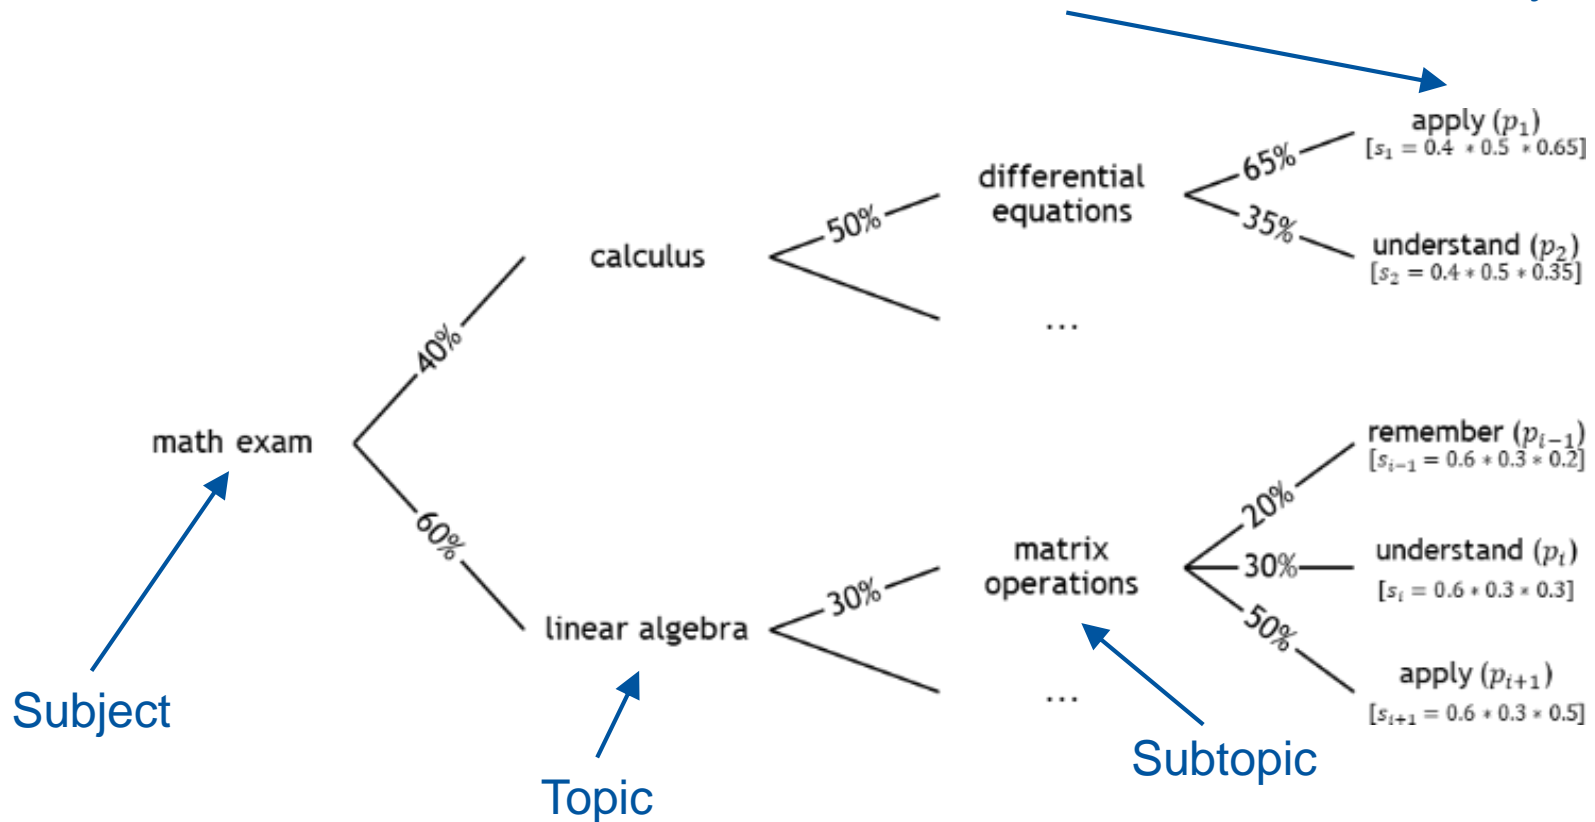 apply (p₁)
[s₁ = 0.4 * 0.5 * 0.65]
65%
differential
equations
35%
50%
understand (p₂)
[s₂ = 0.4 * 0.5 * 0.35]
calculus
...
40%
math exam
remember (pᵢ₋₁)
[sᵢ₋₁ = 0.6 * 0.3 * 0.2]
20%
60%
matrix
operations
understand (pᵢ)
30%
[sᵢ = 0.6 * 0.3 * 0.3]
30%
50%
linear algebra
apply (pᵢ₊₁)
[sᵢ₊₁ = 0.6 * 0.3 * 0.5]
...
Subject
Subtopic
Topic